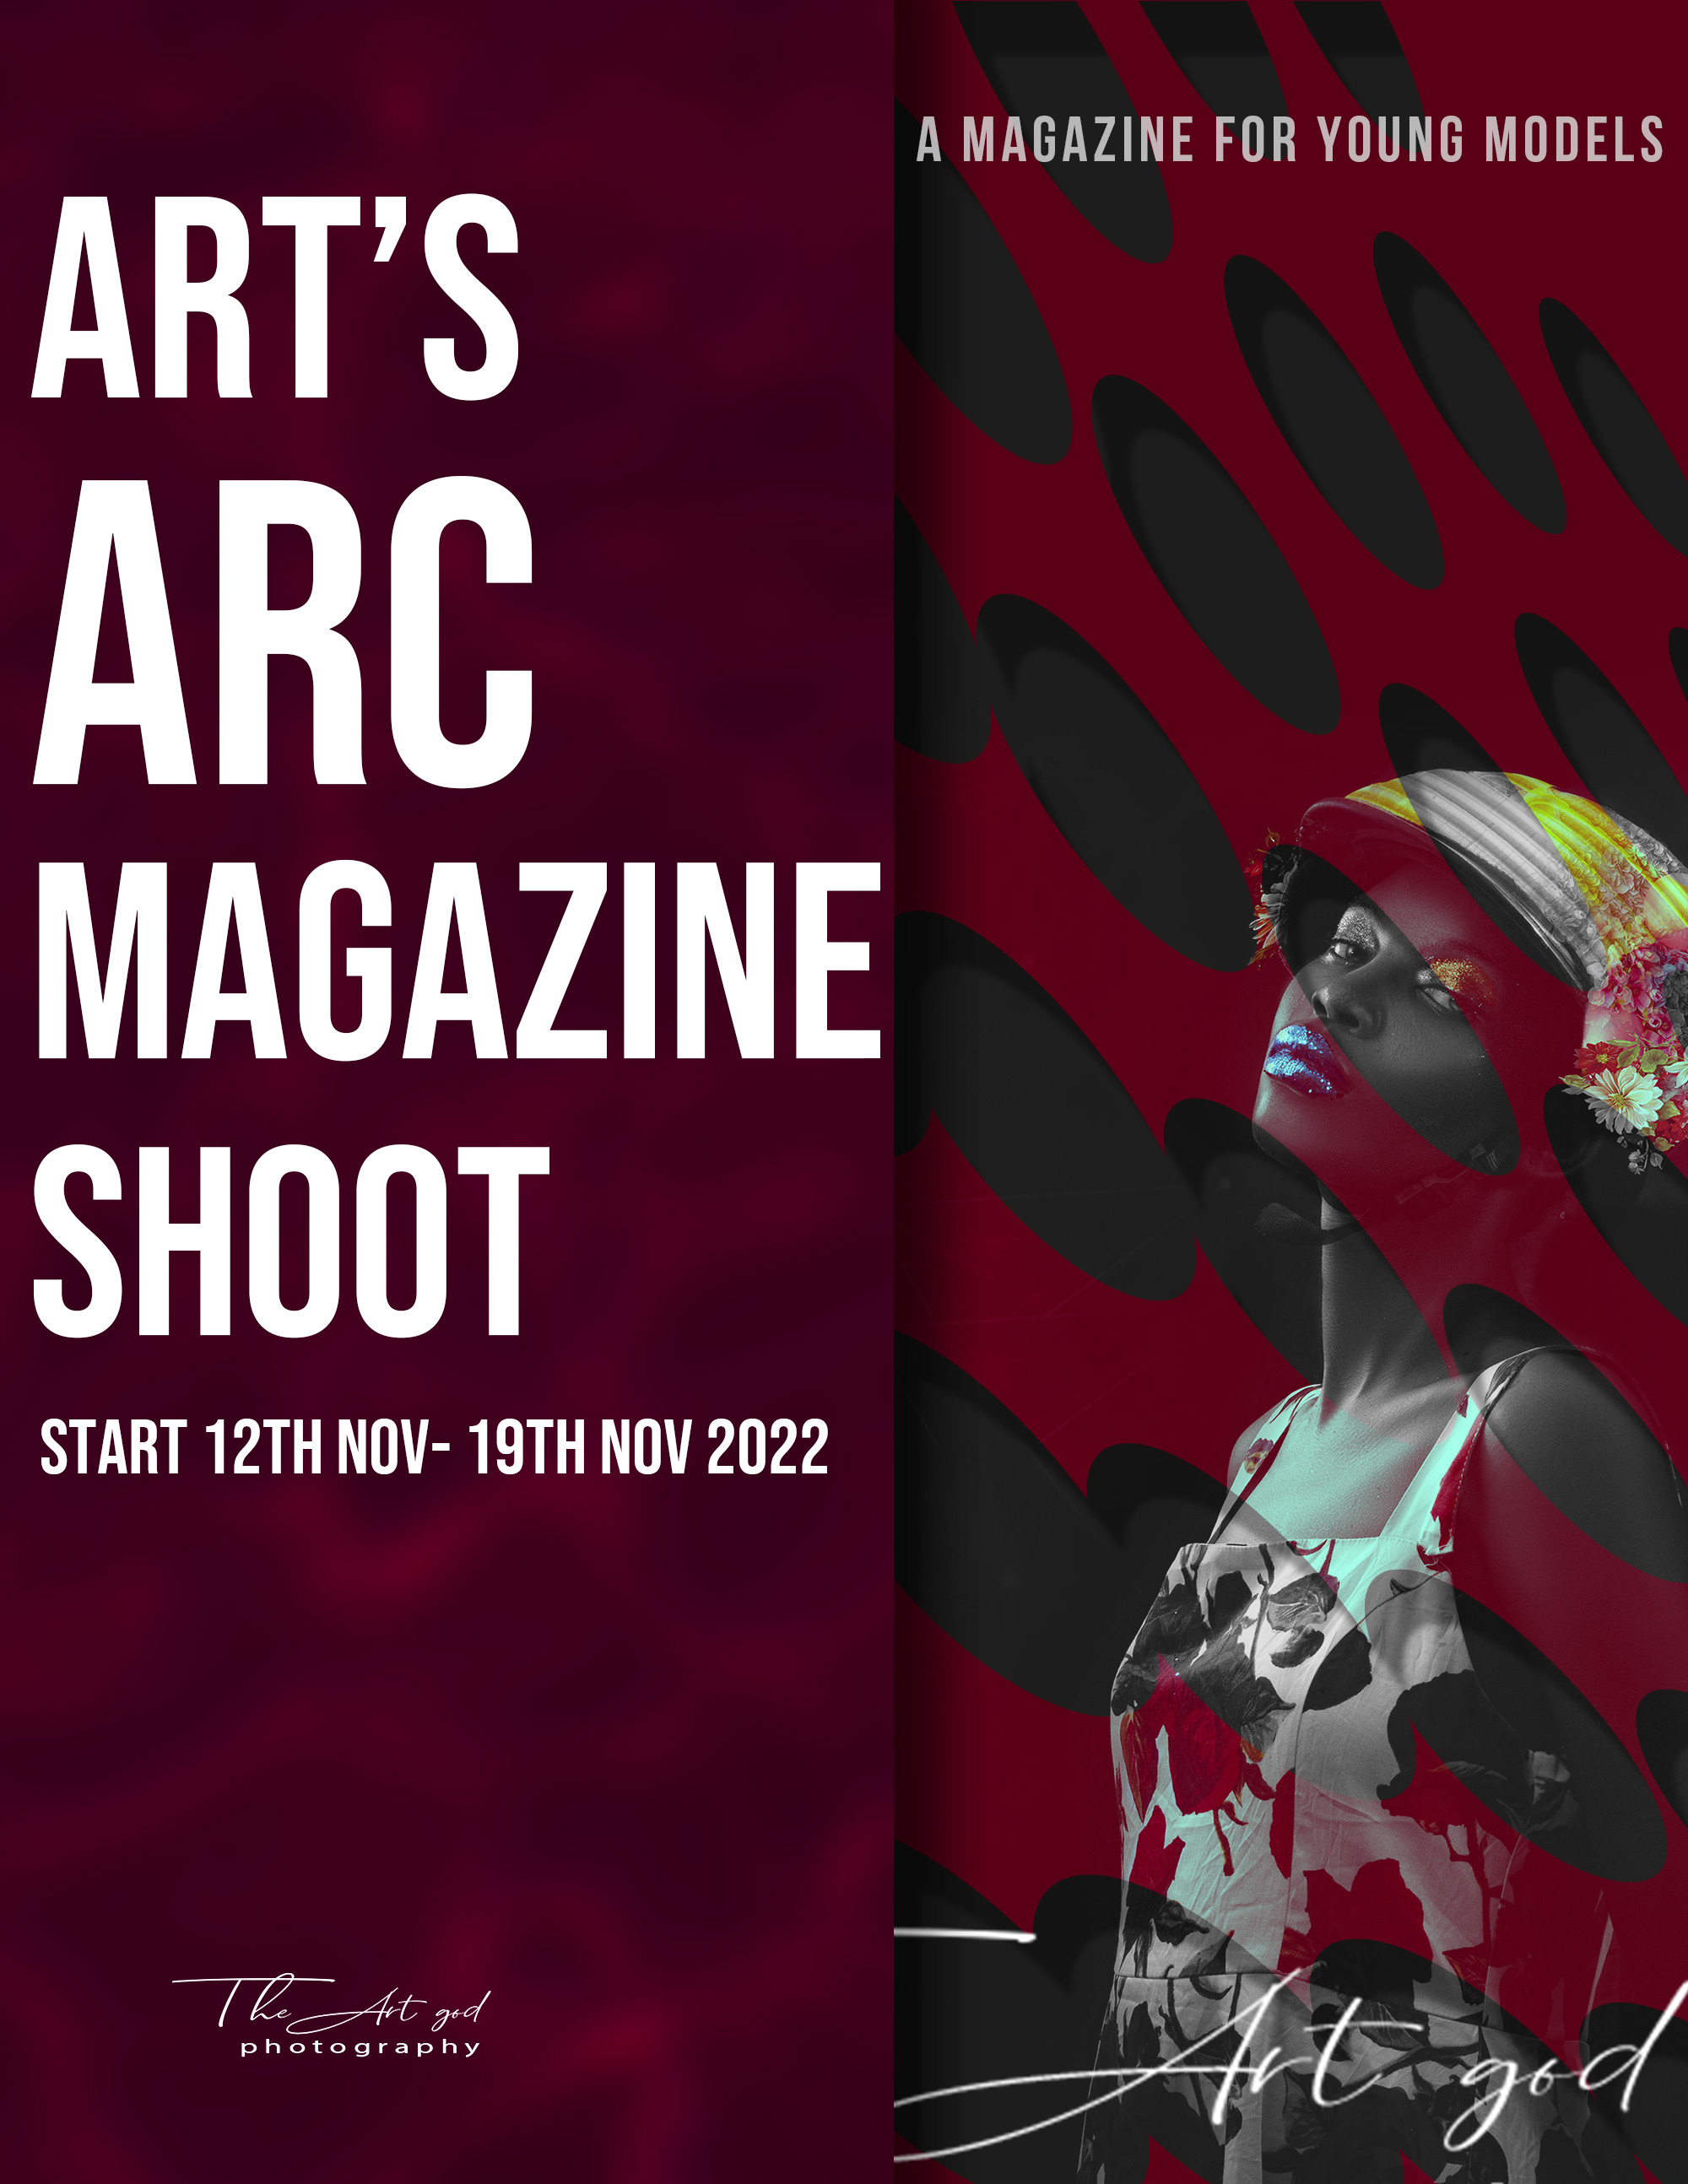 A MAGAZINE FOR YOUNG MODELS
ART’S
ARC
MAGAZINE
SHOOT
START 12TH NOV- 19TH NOV 2022
The Art god
photography
Art god